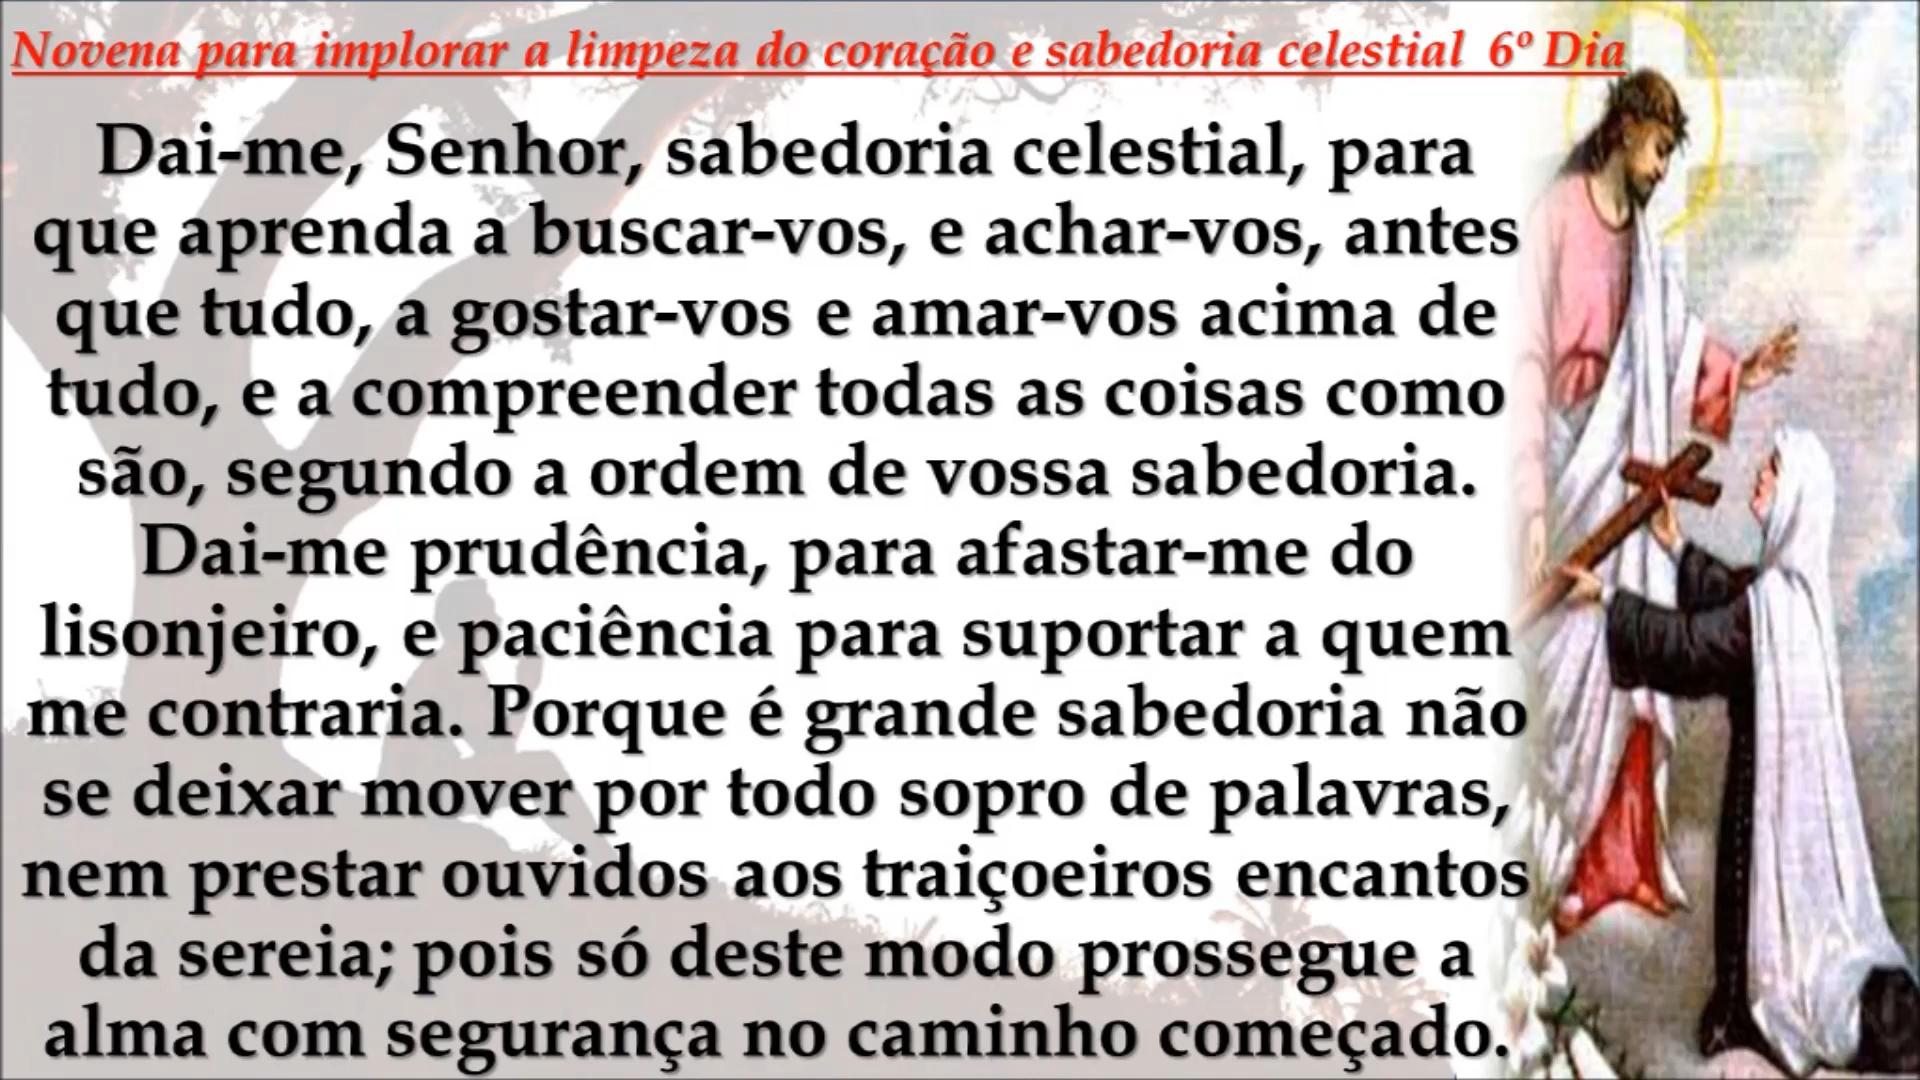 Novena para implorar a limpeza do coração e sabedoria celestial 6º Dia
Dai-me, Senhor, sabedoria celestial, para
que aprenda a buscar-vos, e achar-vos, antes
que tudo, a gostar-vos e amar-vos acima de
tudo, e a compreender todas as coisas como
são, segundo a ordem de vossa sabedoria.
Dai-me prudência, para afastar-me do
lisonjeiro, e paciência para suportar a quem
me contraria. Porque é grande sabedoria não
se deixar mover por todo sopro de palavras,
nem prestar ouvidos aos traiçoeiros encantos
da sereia; pois só deste modo prossegue a
alma com segurança no caminho começado.